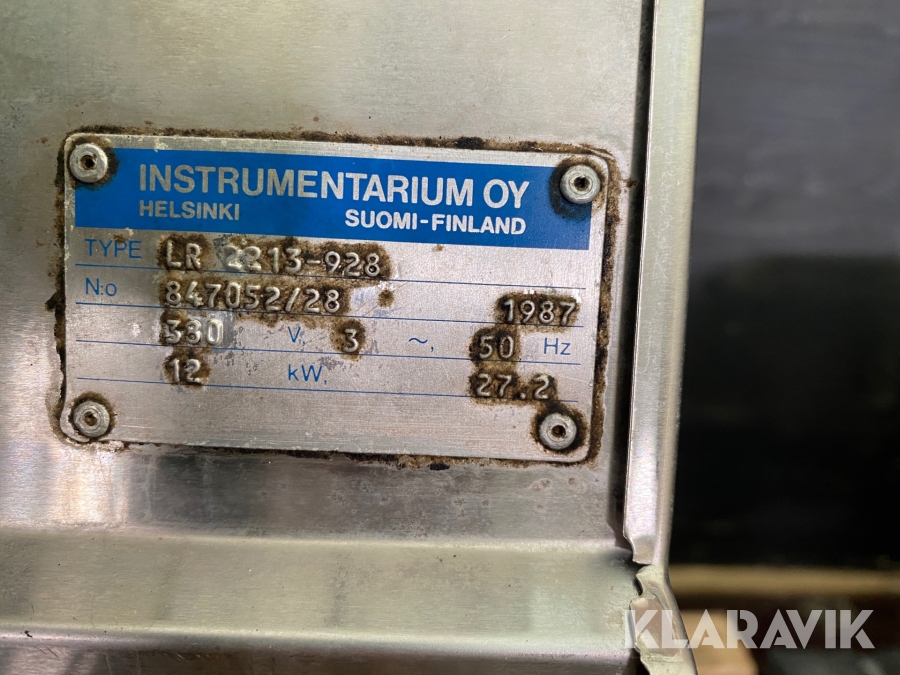 INSTRUMENTARIUM OY
HELSINKI SUOMI-FINLAND
TYPE LR 2213-928
N:o 847052/28 1987
380 V, 3 ~, 50 Hz
12 kW, 27.2
KLARAVIK